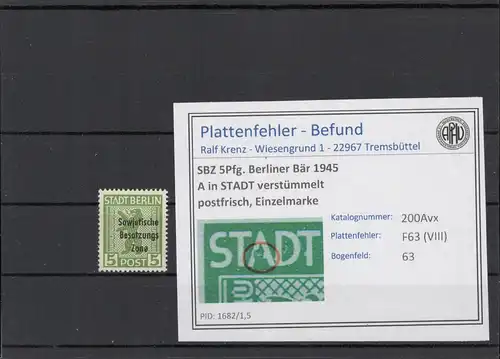 Plattenfehler - Befund
Ralf Krenz - Wiesengrund 1 - 22967 Tremsbüttel
SBZ 5Pfg. Berliner Bär 1945
A in STADT verstümmelt
postfrisch, Einzelmarke
Katalognummer: 200Avx
Plattenfehler: F63 (VIII)
Bogenfeld: 63
STADT
PID: 1682/1,5
STADT BERLIN
Sowjetische
Besatzungs
Zone
5 POST 5